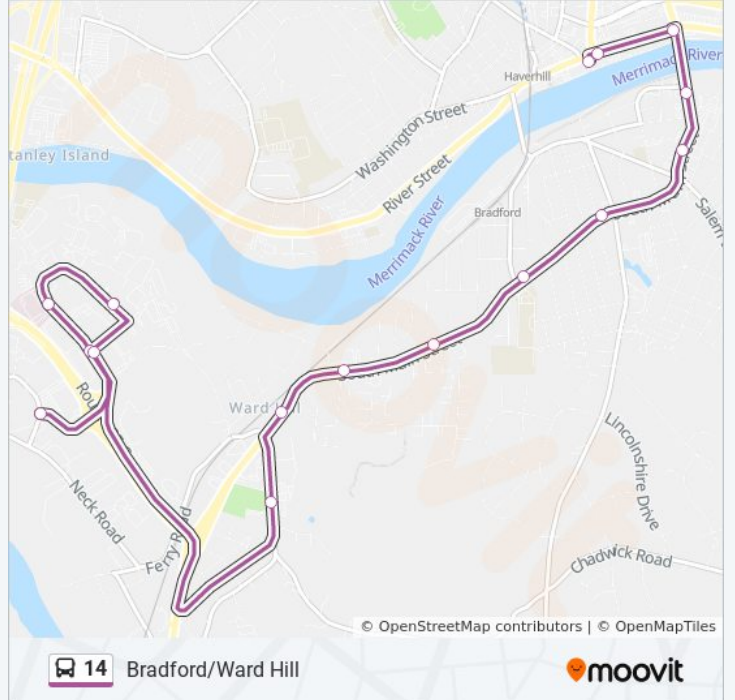 Merrimack River
Haverhill
Washington Street
tanley Island
River Street
Bradford
Salem
Merrimack River
Ward Hill
Lincolnshire Drive
Neck Road
Ferry Road
Chadwick Road
© OpenStreetMap contributors | © OpenMapTiles
14 Bradford/Ward Hill
moovit